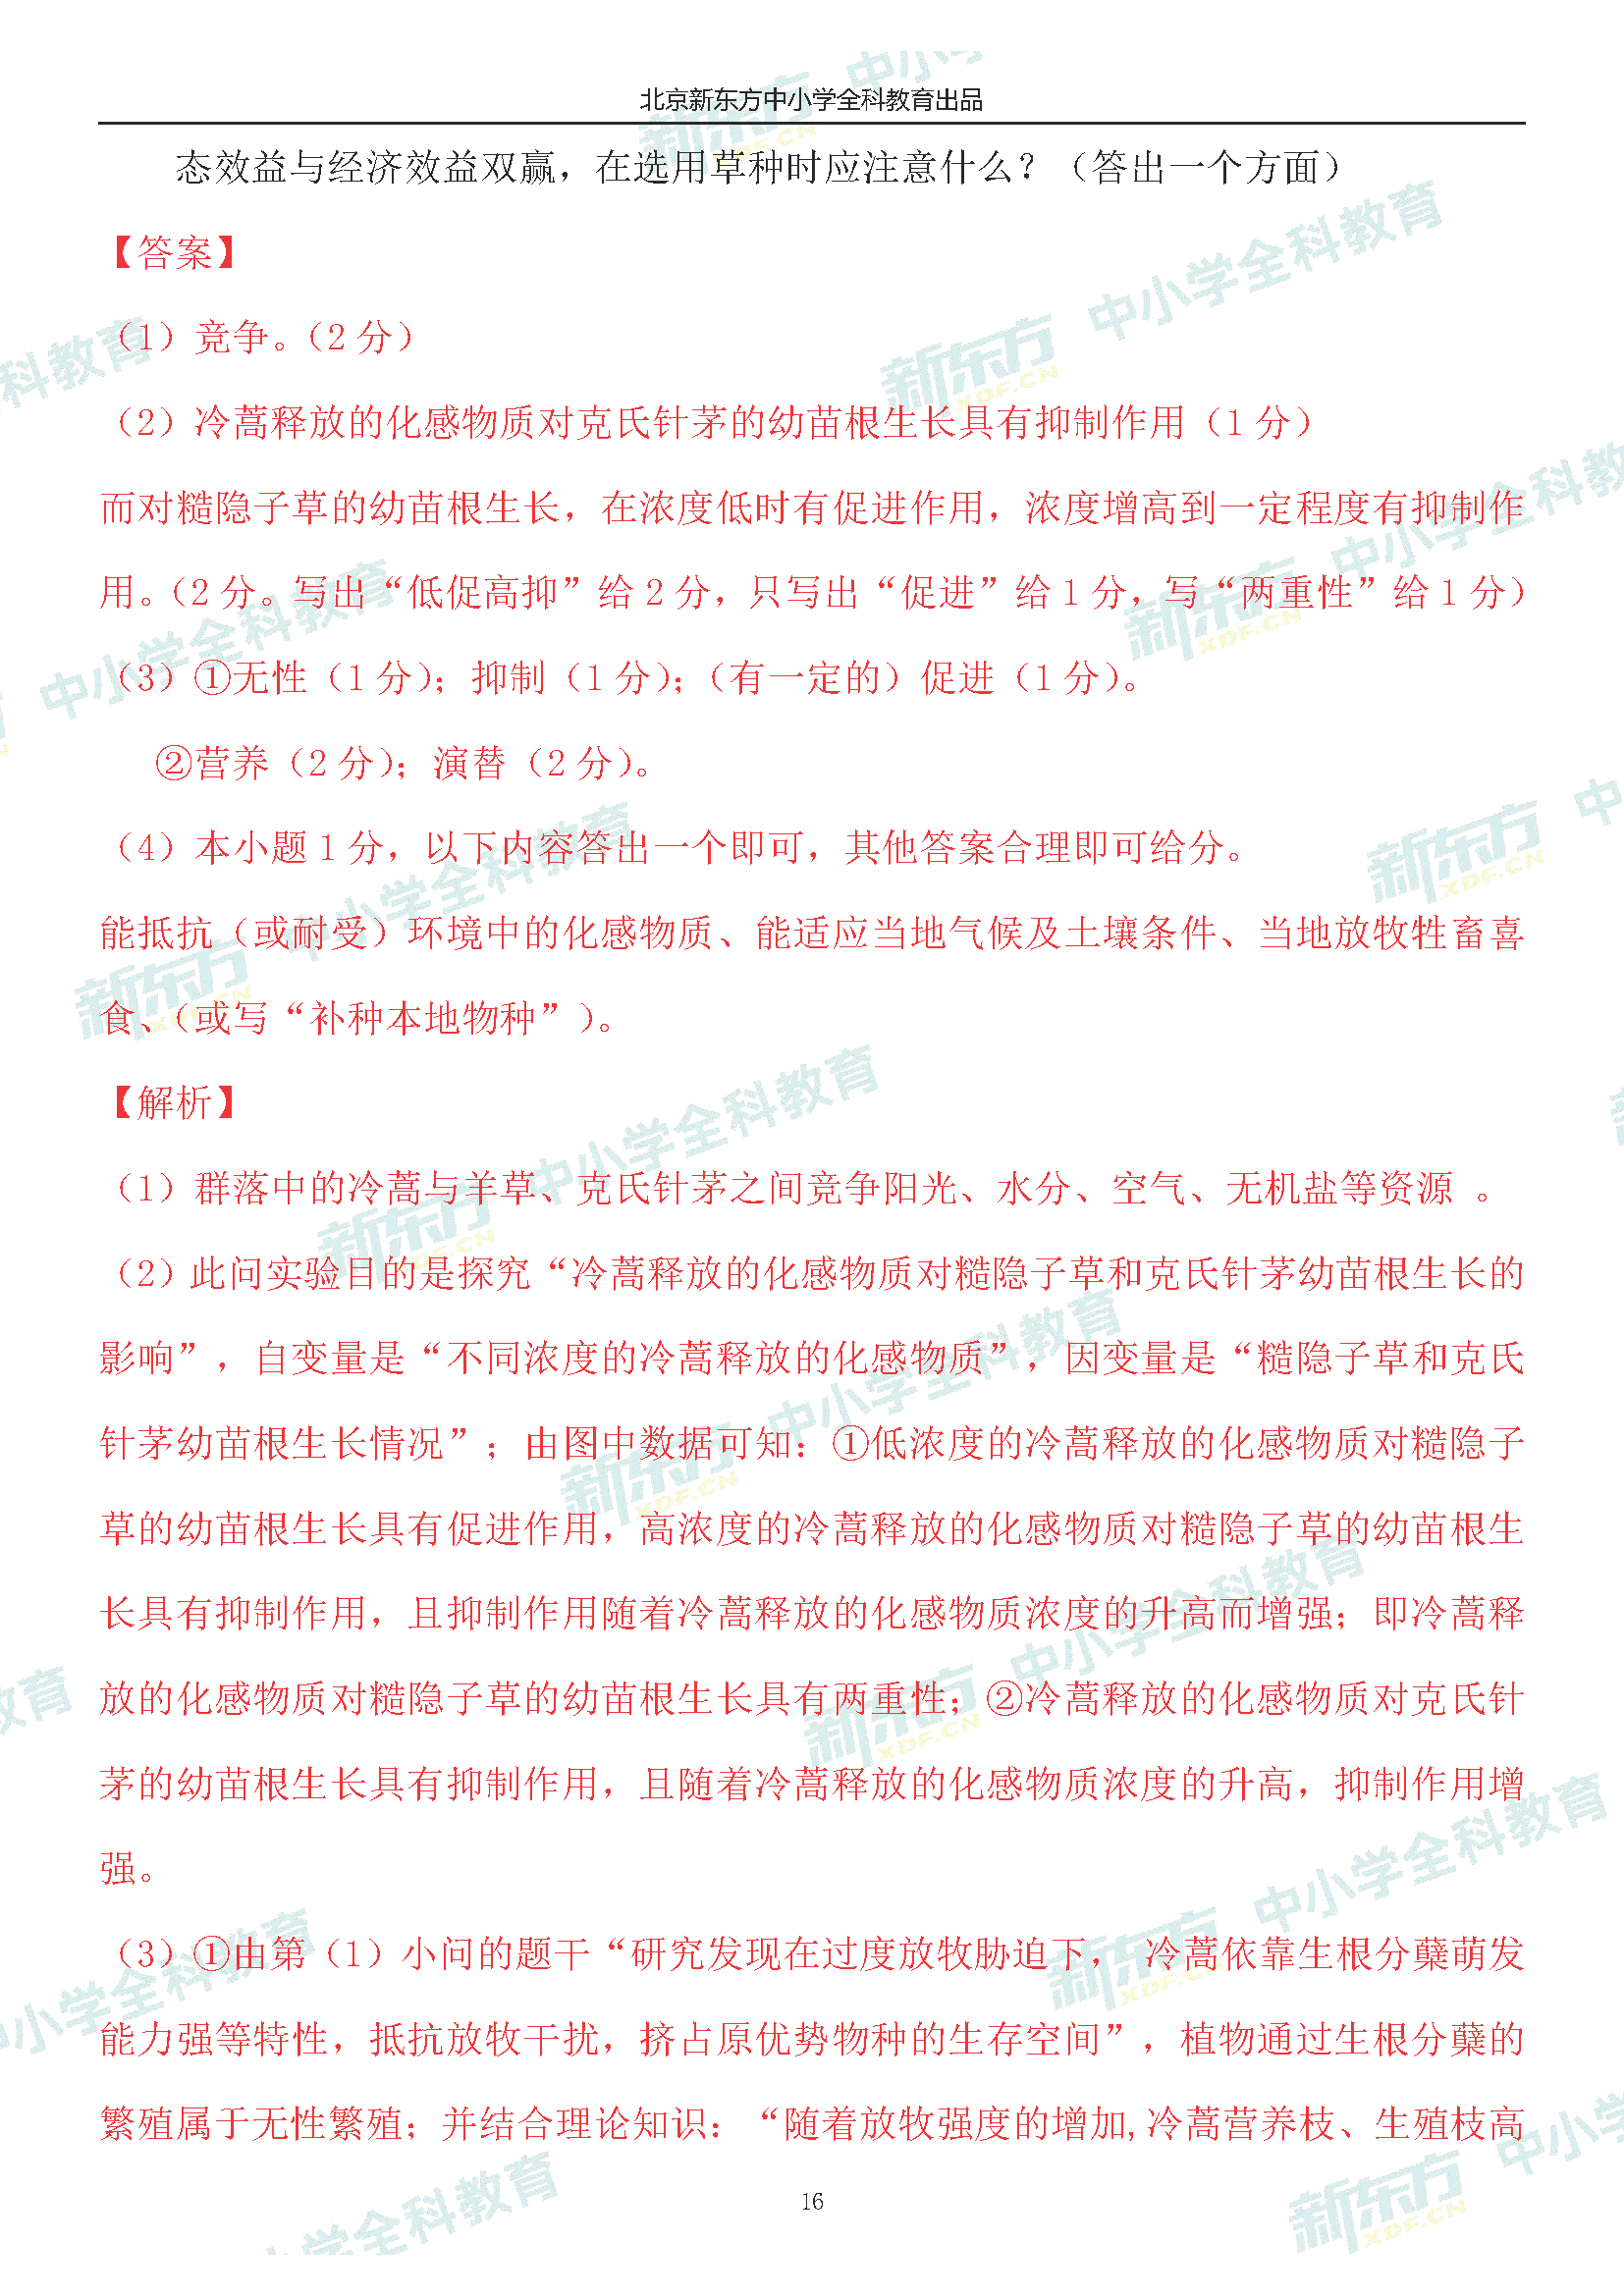 北京新东方中小学全科教育出品
态效益与经济效益双赢，在选用草种时应注意什么？（答出一个方面）
【答案】
（1）竞争。（2 分）
（2）冷蒿释放的化感物质对克氏针茅的幼苗根生长具有抑制作用（1 分）
而对糙隐子草的幼苗根生长，在浓度低时有促进作用，浓度增高到一定程度有抑制作
用。（2 分。写出“低促高抑”给 2 分，只写出“促进”给 1 分，写“两重性”给 1 分）
（3）①无性（1 分）；抑制（1 分）；（有一定的）促进（1 分）。
②营养（2 分）；演替（2 分）。
（4）本小题 1 分，以下内容答出一个即可，其他答案合理即可给分。
能抵抗（或耐受）环境中的化感物质、能适应当地气候及土壤条件、当地放牧牲畜喜
食、（或写“补种本地物种”）。
【解析】
（1）群落中的冷蒿与羊草、克氏针茅之间竞争阳光、水分、空气、无机盐等资源 。
（2）此问实验目的是探究“冷蒿释放的化感物质对糙隐子草和克氏针茅幼苗根生长的
影响”，自变量是“不同浓度的冷蒿释放的化感物质”，因变量是“糙隐子草和克氏
针茅幼苗根生长情况”；由图中数据可知：①低浓度的冷蒿释放的化感物质对糙隐子
草的幼苗根生长具有促进作用，高浓度的冷蒿释放的化感物质对糙隐子草的幼苗根生
长具有抑制作用，且抑制作用随着冷蒿释放的化感物质浓度的升高而增强；即冷蒿释
放的化感物质对糙隐子草的幼苗根生长具有两重性；②冷蒿释放的化感物质对克氏针
茅的幼苗根生长具有抑制作用，且随着冷蒿释放的化感物质浓度的升高，抑制作用增
强。
（3）①由第（1）小问的题干“研究发现在过度放牧胁迫下， 冷蒿依靠生根分蘖萌发
能力强等特性，抵抗放牧干扰，挤占原优势物种的生存空间”，植物通过生根分蘖的
繁殖属于无性繁殖；并结合理论知识：“随着放牧强度的增加,冷蒿营养枝、生殖枝高
16